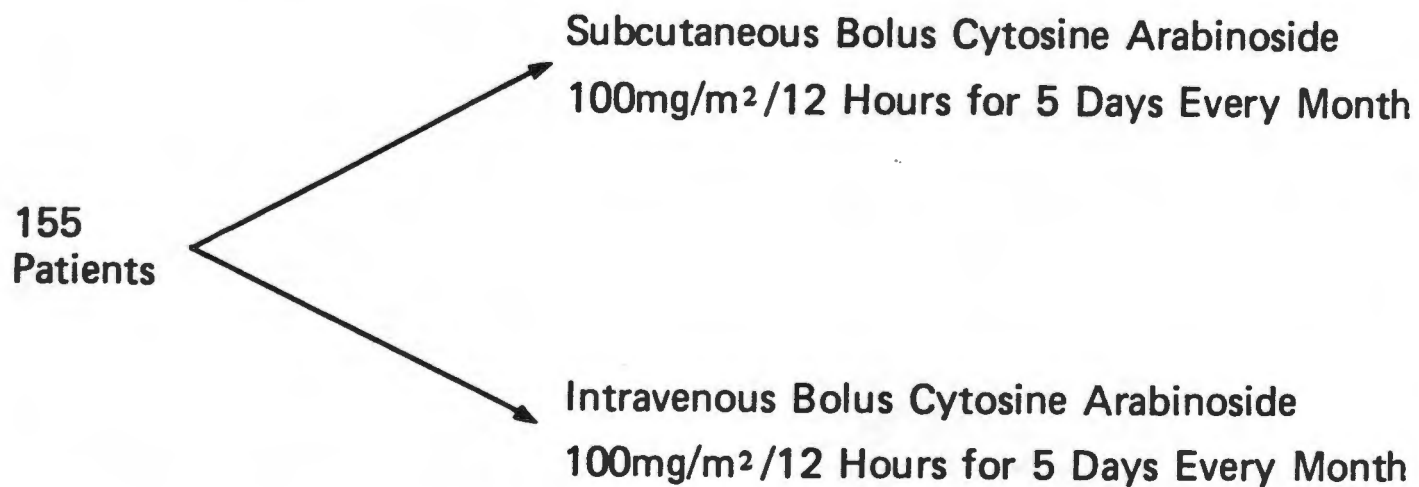 Subcutaneous Bolus Cytosine Arabinoside
100mg/m²/12 Hours for 5 Days Every Month
155
Patients
Intravenous Bolus Cytosine Arabinoside
100mg/m²/12 Hours for 5 Days Every Month